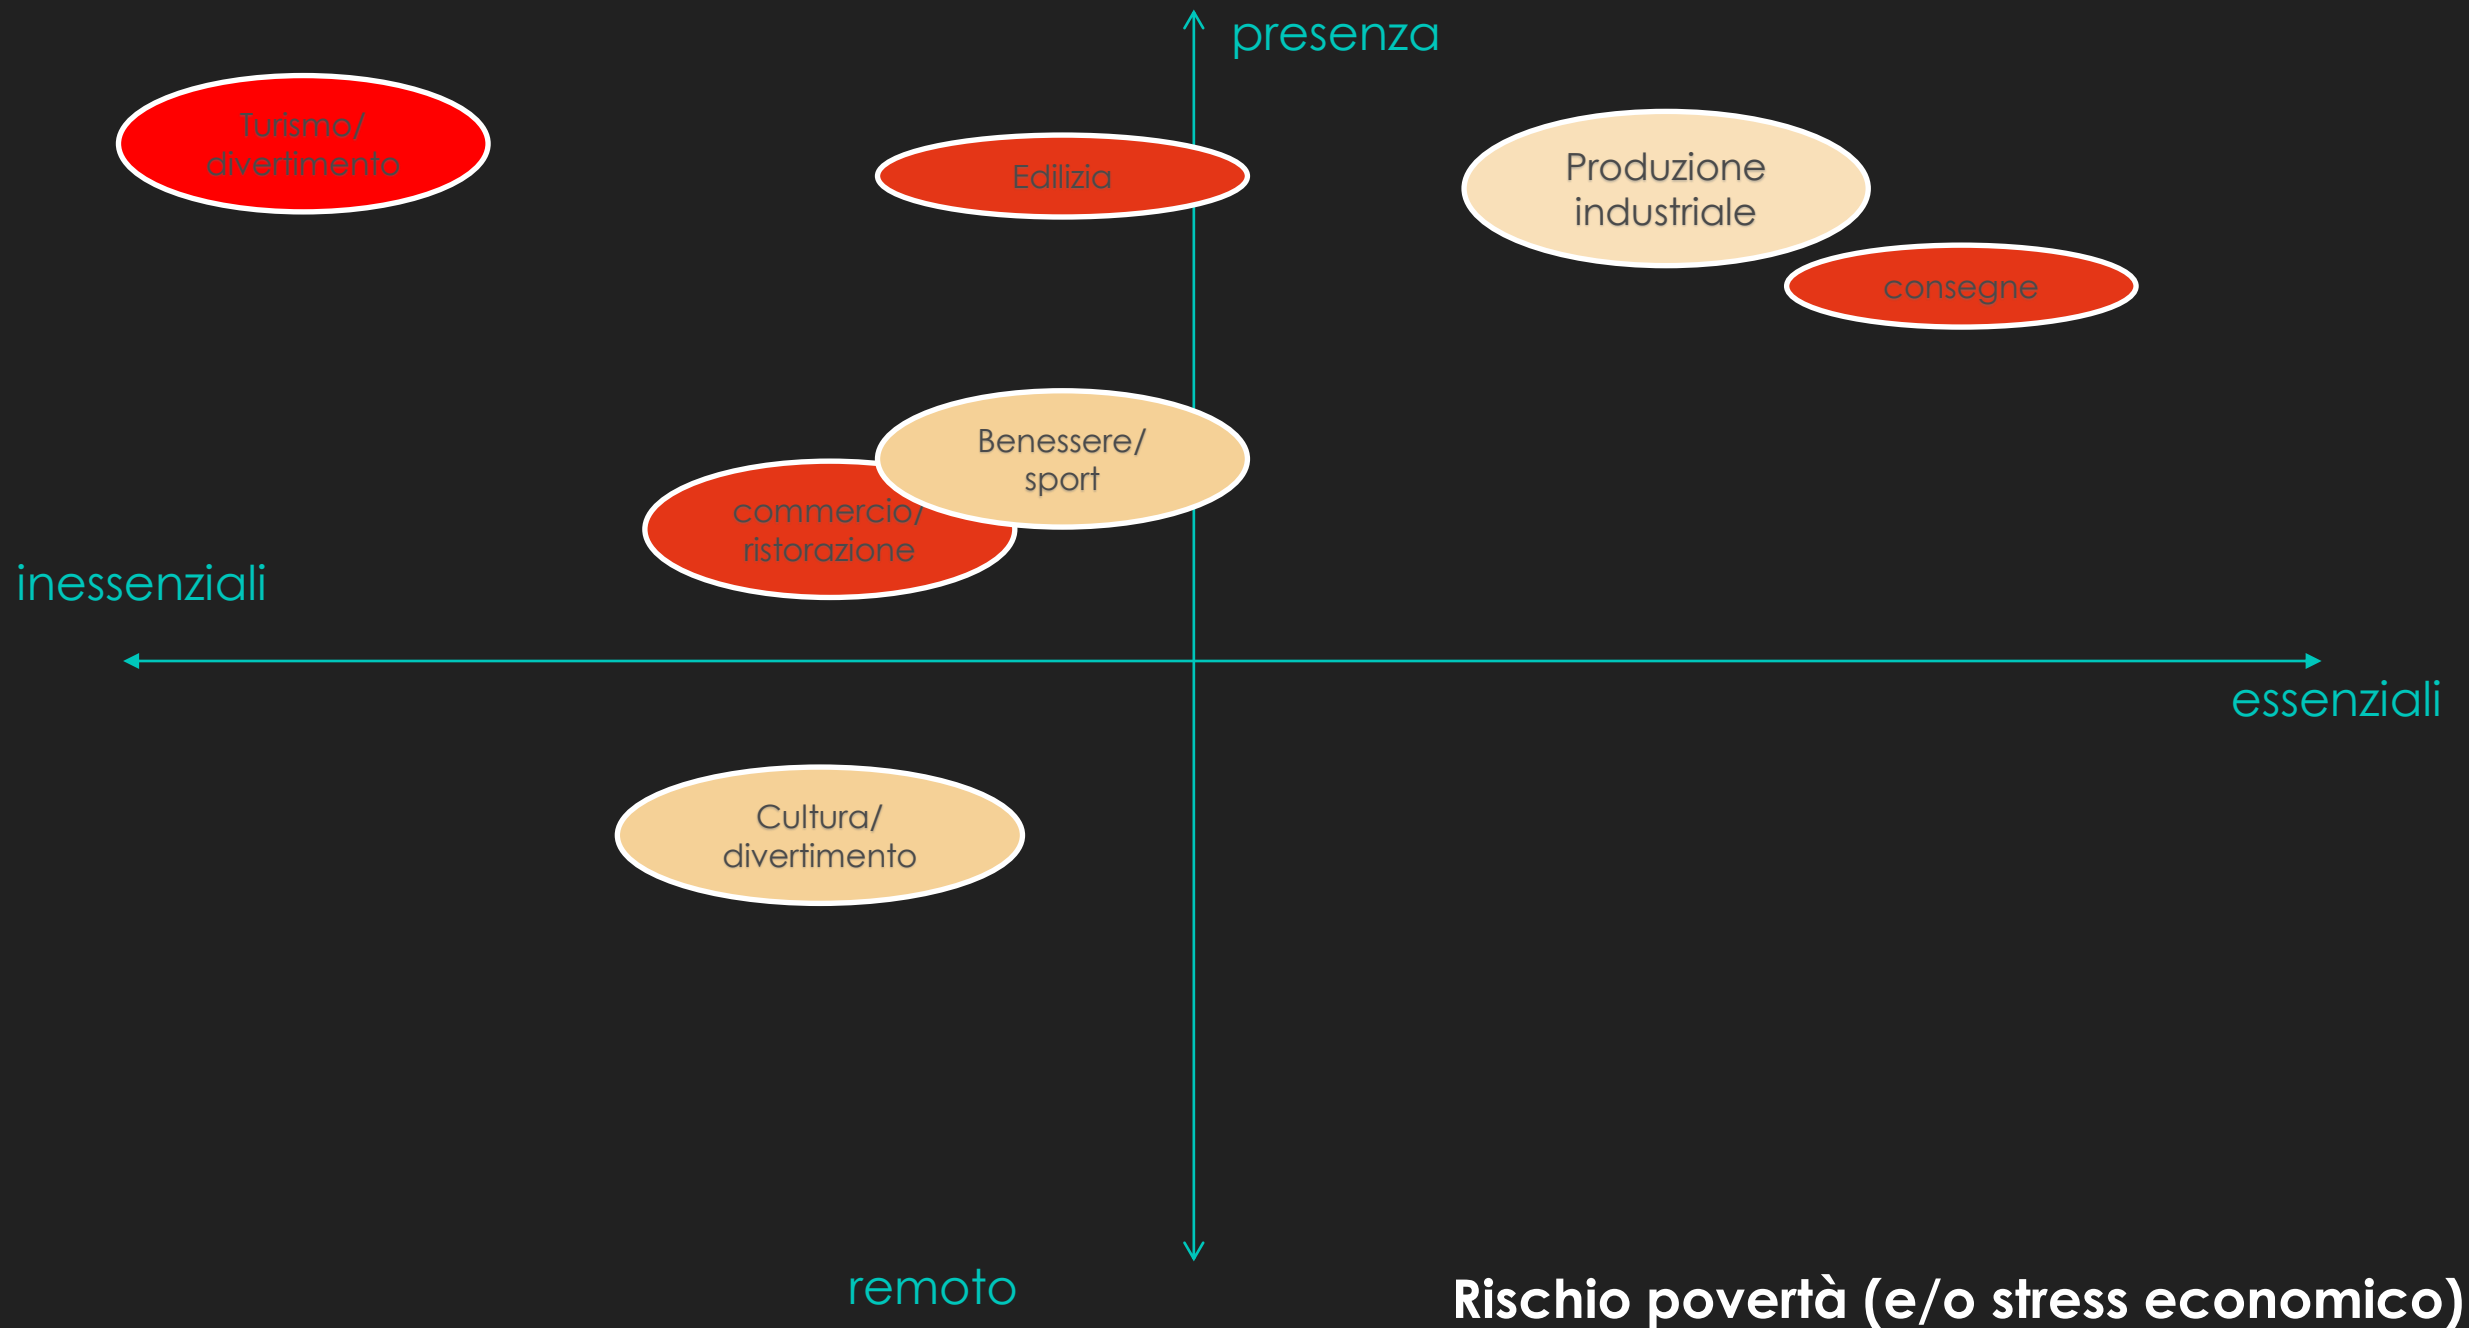 presenza
Turismo/
divertimento
Edilizia
Produzione
industriale
consegne
Benessere/
sport
commercio/
ristorazione
inessenziali
essenziali
Cultura/
divertimento
remoto
Rischio povertà (e/o stress economico)